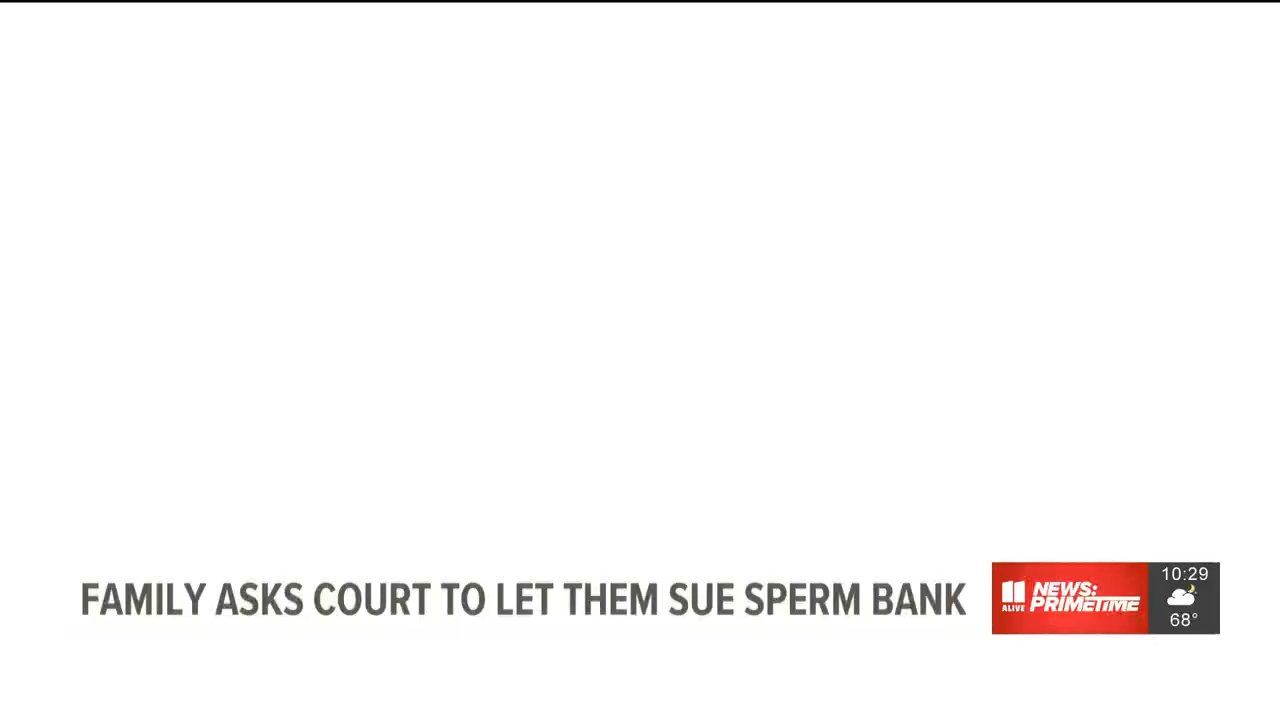 FAMILY ASKS COURT TO LET THEM SUE SPERM BANK
11
ALIVE
NEWS:
PRIMETIME
10:29
68°